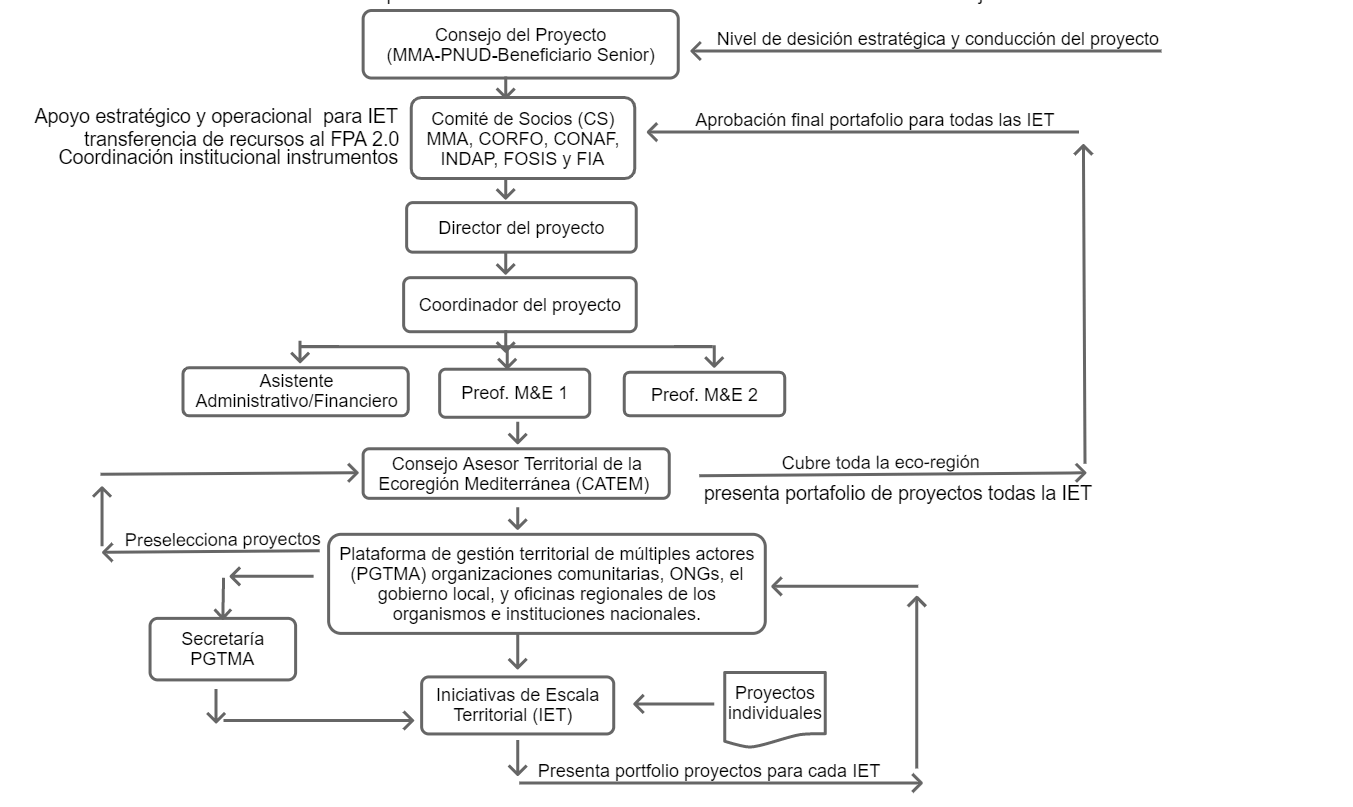 Consejo del Proyecto
(MMA-PNUD-Beneficiario Senior)
Nivel de desición estratégica y conducción del proyecto
Apoyo estratégico y operacional para IET
transferencia de recursos al FPA 2.0
Coordinación institucional instrumentos
Comité de Socios (CS)
MMA, CORFO, CONAF,
INDAP, FOSIS y FIA
Aprobación final portafolio para todas las IET
Director del proyecto
Coordinador del proyecto
Asistente
Administrativo/Financiero
Preof. M&E 1
Preof. M&E 2
Consejo Asesor Territorial de la
Ecoregión Mediterránea (CATEM)
Cubre toda la eco-región
presenta portafolio de proyectos todas la IET
Preselecciona proyectos
Plataforma de gestión territorial de múltiples actores
(PGTMA) organizaciones comunitarias, ONGs, el
gobierno local, y oficinas regionales de los
organismos e instituciones nacionales.
Secretaría
PGTMA
Iniciativas de Escala
Territorial (IET)
Proyectos
individuales
Presenta portfolio proyectos para cada IET